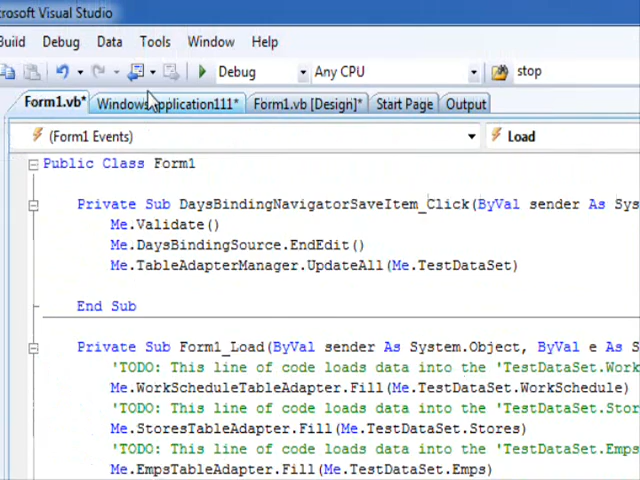 rosoft Visual Studio
Build Debug Data Tools Window Help
Debug Any CPU stop
Form1.vb* WindowsApplication111* Form1.vb [Design]* Start Page Output
(Form1 Events) Load
Public Class Form1
Private Sub DaysBindingNavigatorSaveItem_Click(ByVal sender As Sys
Me.Validate()
Me.DaysBindingSource.EndEdit()
Me.TableAdapterManager.UpdateAll(Me.TestDataSet)
End Sub
Private Sub Form1_Load(ByVal sender As System.Object, ByVal e As S
'TODO: This line of code loads data into the 'TestDataSet.Work
Me.WorkScheduleTableAdapter.Fill(Me.TestDataSet.WorkSchedule)
'TODO: This line of code loads data into the 'TestDataSet.Stor
Me.StoresTableAdapter.Fill(Me.TestDataSet.Stores)
'TODO: This line of code loads data into the 'TestDataSet.Emps
Me.EmpsTableAdapter.Fill(Me.TestDataSet.Emps)